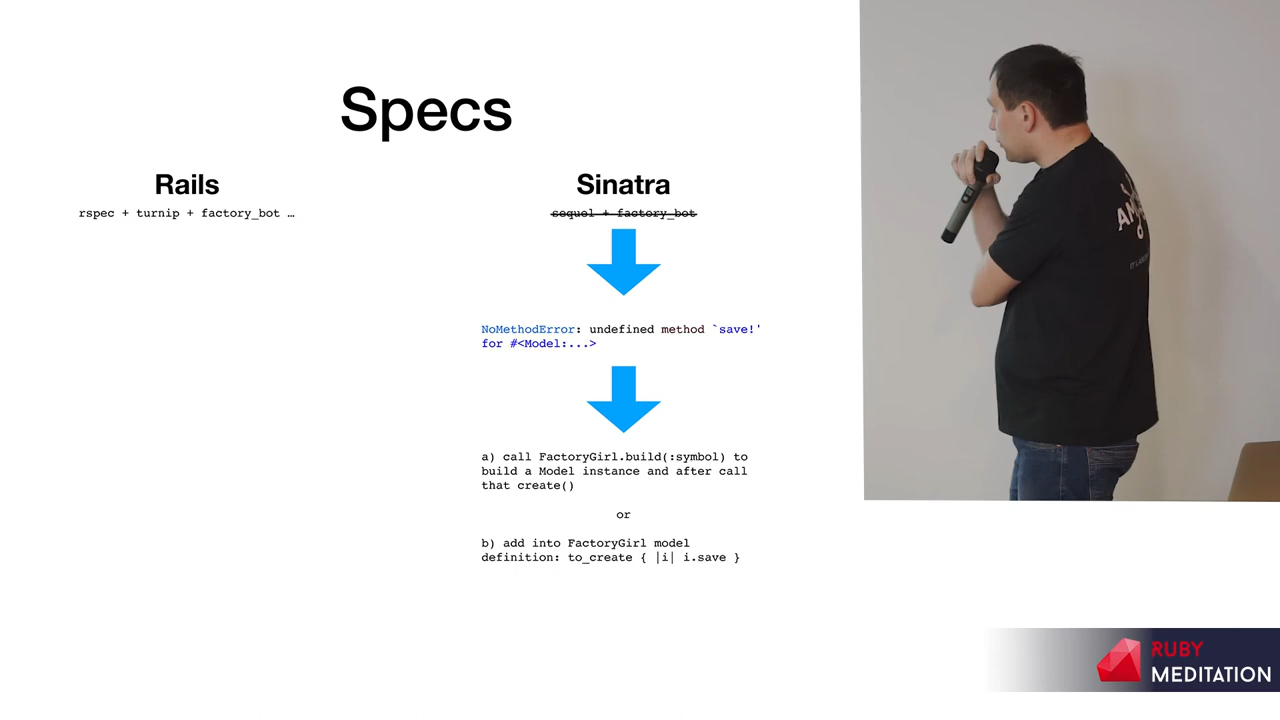 Specs
Rails
rspec + turnip + factory_bot …
Sinatra
sequel + factory_bot
NoMethodError: undefined method `save!'
for #<Model:...>
a) call FactoryGirl.build(:symbol) to
build a Model instance and after call
that create()
or
b) add into FactoryGirl model
definition: to_create { |i| i.save }
RUBY
MEDITATION